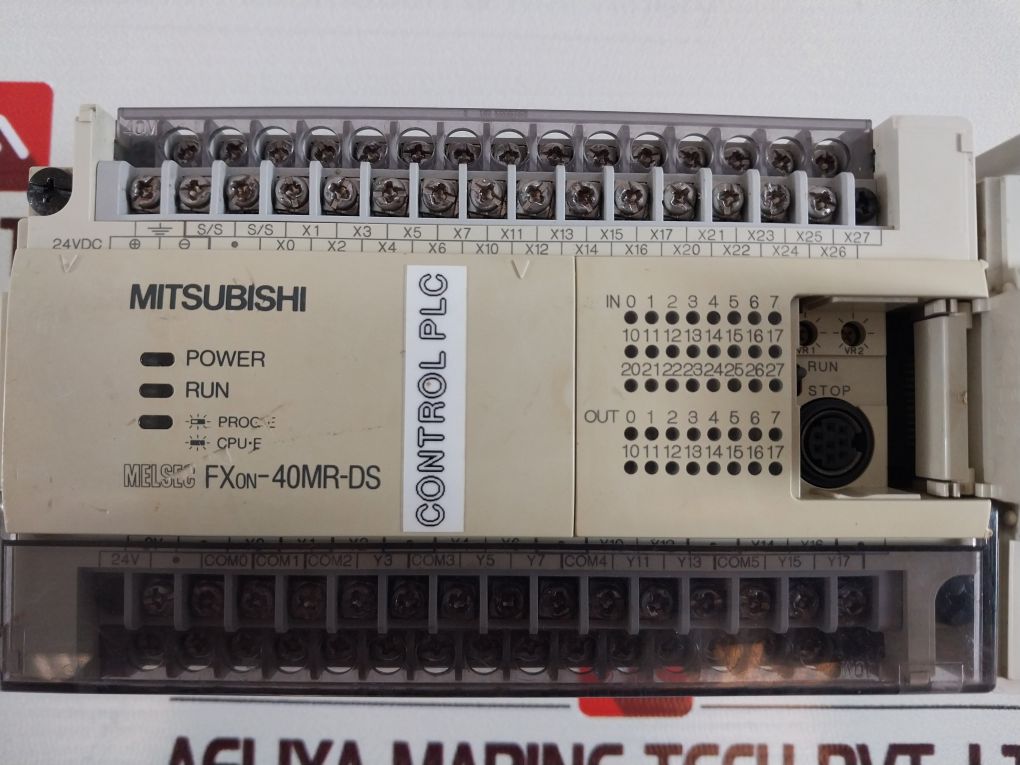 40M
⏚ S/S S/S X1 X3 X5 X7 X11 X13 X15 X17 X21 X23 X25 X27
24VDC ⊕ ⊖ • X0 X2 X4 X6 X10 X12 X14 X16 X20 X22 X24 X26
MITSUBISHI
POWER
RUN
PROG·E
CPU·E
MELSEC FX0N-40MR-DS
CONTROL PLC
IN 0 1 2 3 4 5 6 7
10 11 12 13 14 15 16 17
20 21 22 23 24 25 26 27
OUT 0 1 2 3 4 5 6 7
10 11 12 13 14 15 16 17
VR1 VR2
RUN
STOP
24V • COM0 COM1 COM2 Y3 COM3 Y5 Y7 COM4 Y11 Y13 COM5 Y15 Y17